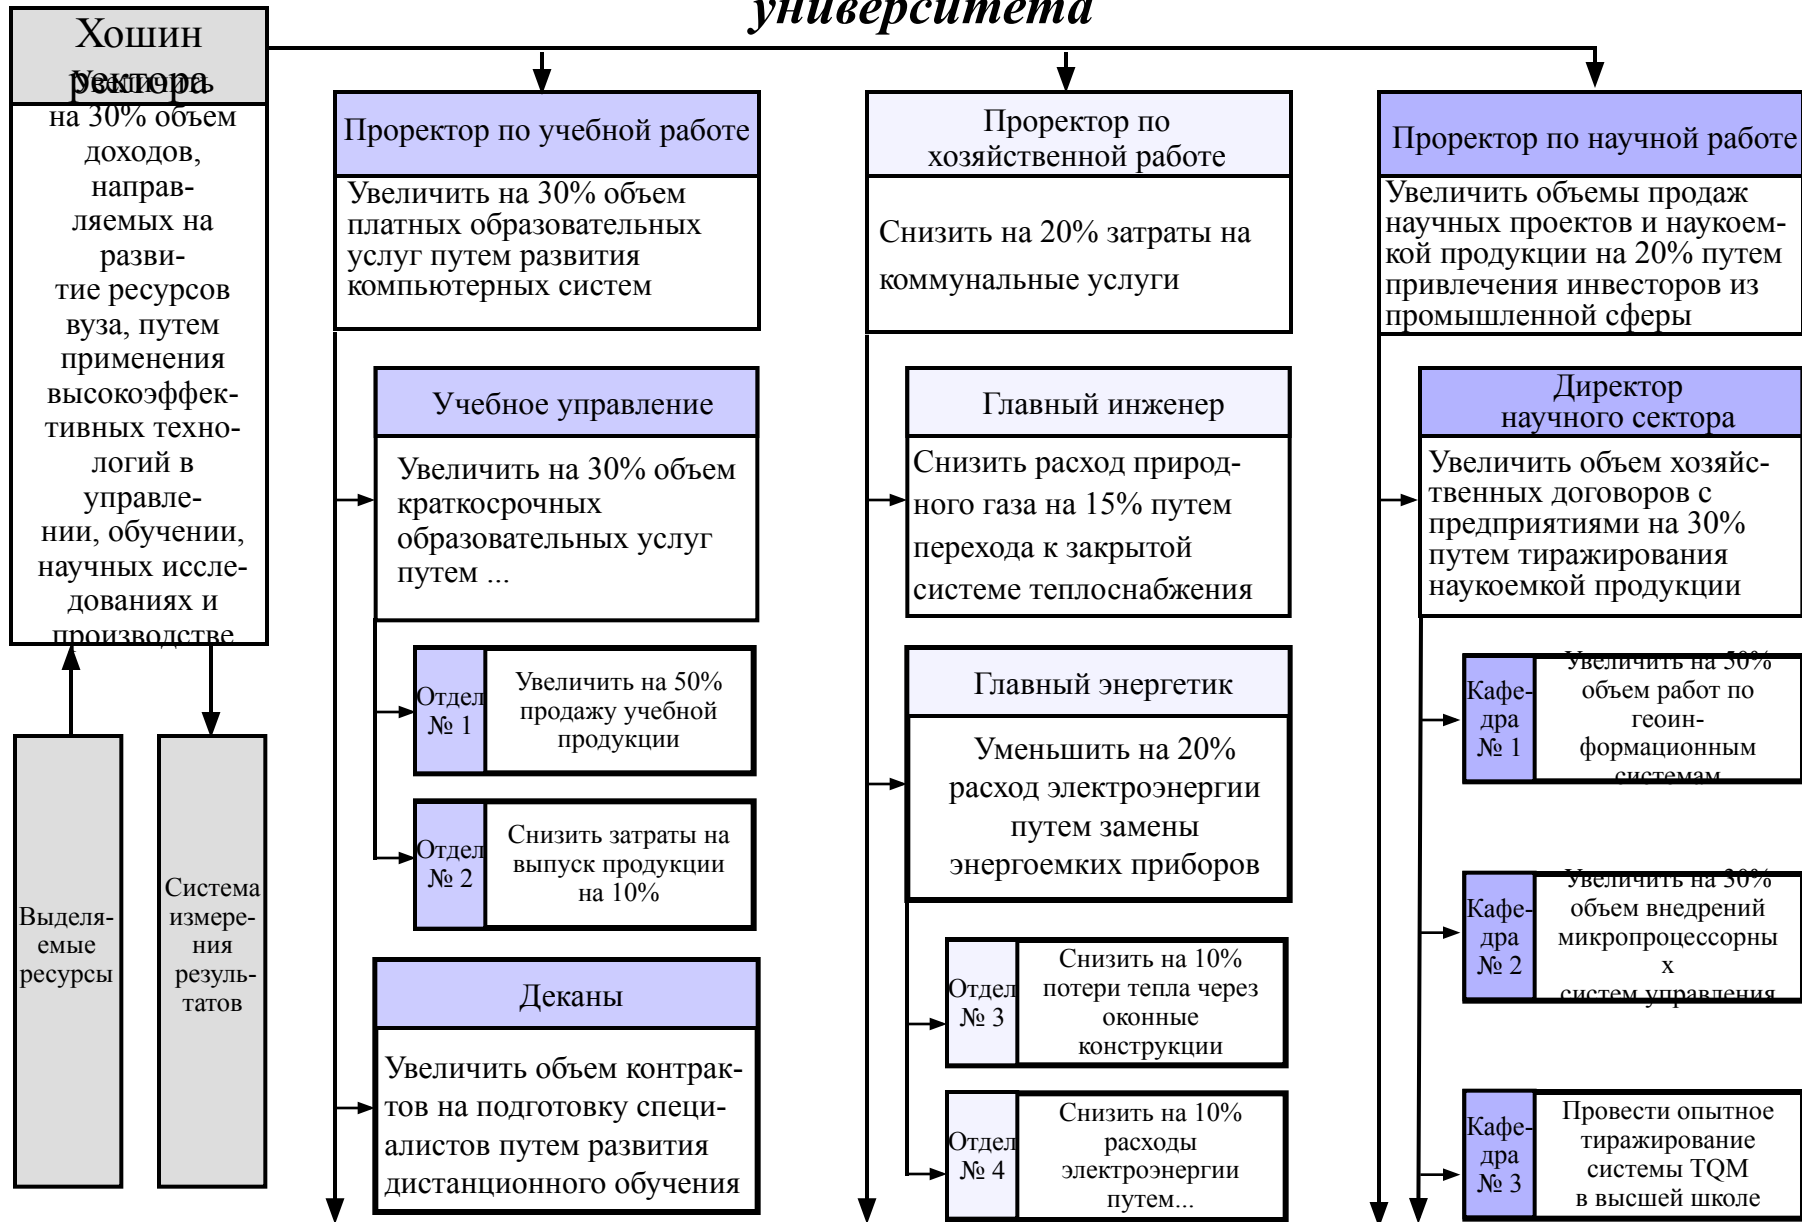 университета
Хошин
ректора
Увеличить
на 30% объем
доходов,
направ-
ляемых на
разви-
тие ресурсов
вуза, путем
применения
высокоэффек-
тивных техно-
логий в
управле-
нии, обучении,
научных иссле-
дованиях и
производстве
Выделя-
емые
ресурсы
Система
измере-
ния
резуль-
татов
Проректор по учебной работе
Увеличить на 30% объем
платных образовательных
услуг путем развития
компьютерных систем
Учебное управление
Увеличить на 30% объем
краткосрочных
образовательных услуг
путем ...
Отдел
№ 1
Увеличить на 50%
продажу учебной
продукции
Отдел
№ 2
Снизить затраты на
выпуск продукции
на 10%
Деканы
Увеличить объем контрак-
тов на подготовку специ-
алистов путем развития
дистанционного обучения
Проректор по
хозяйственной работе
Снизить на 20% затраты на
коммунальные услуги
Главный инженер
Снизить расход природ-
ного газа на 15% путем
перехода к закрытой
системе теплоснабжения
Главный энергетик
Уменьшить на 20%
расход электроэнергии
путем замены
энергоемких приборов
Отдел
№ 3
Снизить на 10%
потери тепла через
оконные
конструкции
Отдел
№ 4
Снизить на 10%
расходы
электроэнергии
путем...
Проректор по научной работе
Увеличить объемы продаж
научных проектов и наукоем-
кой продукции на 20% путем
привлечения инвесторов из
промышленной сферы
Директор
научного сектора
Увеличить объем хозяйс-
твенных договоров с
предприятиями на 30%
путем тиражирования
наукоемкой продукции
Кафе-
дра
№ 1
Увеличить на 50%
объем работ по
геоин-
формационным
системам
Кафе-
дра
№ 2
Увеличить на 30%
объем внедрений
микропроцессорны
х
систем управления
Кафе-
дра
№ 3
Провести опытное
тиражирование
системы TQM
в высшей школе